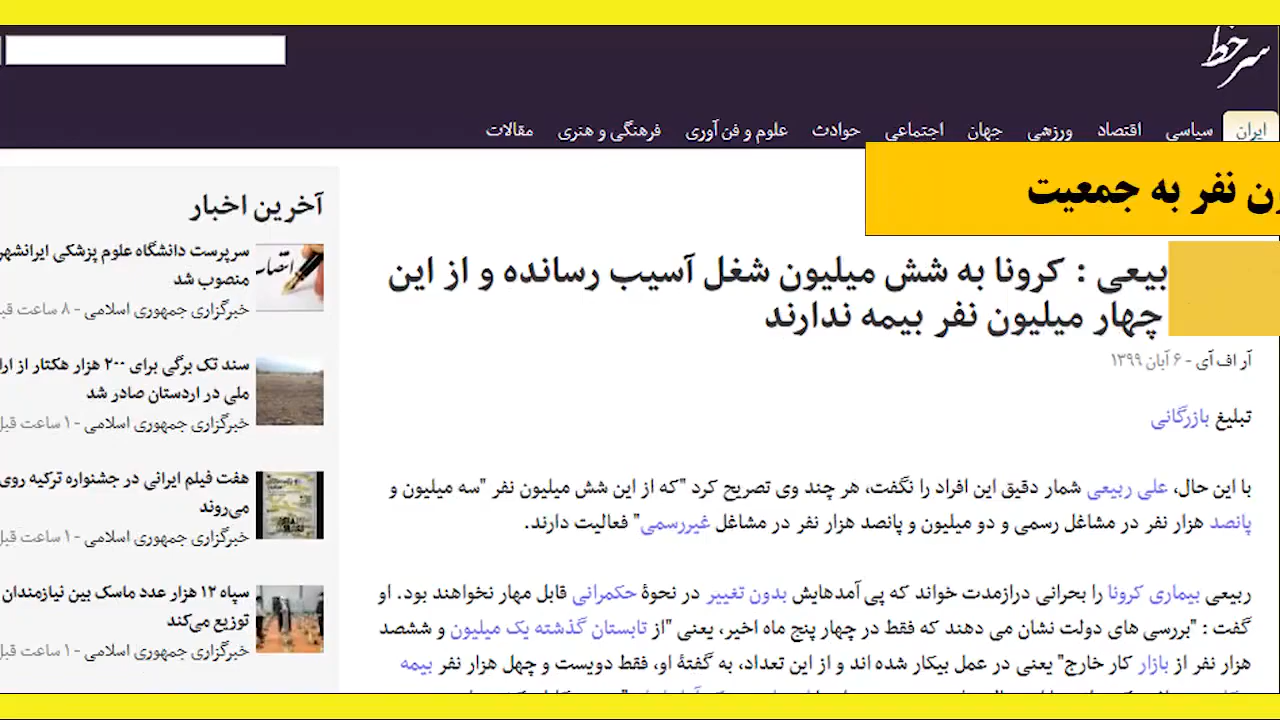 سرخط
ایران سیاسی اقتصاد ورزشی جهان اجتماعی حوادث علوم و فن آوری فرهنگی و هنری مقالات
نفر به جمعیت
بیعی : کرونا به شش میلیون شغل آسیب رسانده و از این
چهار میلیون نفر بیمه ندارند
آر اف آی - ۶ آبان ۱۳۹۹
تبلیغ بازرگانی
با این حال، علی ربیعی شمار دقیق این افراد را نگفت، هر چند وی تصریح کرد "که از این شش میلیون نفر "سه میلیون و
پانصد هزار نفر در مشاغل رسمی و دو میلیون و پانصد هزار نفر در مشاغل غیررسمی" فعالیت دارند.
ربیعی بیماری کرونا را بحرانی درازمدت خواند که پی آمدهایش بدون تغییر در نحوۀ حکمرانی قابل مهار نخواهند بود. او
گفت : "بررسی های دولت نشان می دهند که فقط در چهار پنج ماه اخیر، یعنی "از تابستان گذشته یک میلیون و ششصد
هزار نفر از بازار کار خارج" یعنی در عمل بیکار شده اند و از این تعداد، به گفتۀ او، فقط دویست و چهل هزار نفر بیمه
آخرین اخبار
سرپرست دانشگاه علوم پزشکی ایرانشهر
منصوب شد
خبرگزاری جمهوری اسلامی - ۸ ساعت
سند تک برگی برای ۲۰۰ هزار هکتار از
ملی در اردستان صادر شد
خبرگزاری جمهوری اسلامی - ۱ ساعت
هفت فیلم ایرانی در جشنواره ترکیه روی
می‌روند
خبرگزاری جمهوری اسلامی - ۱ ساعت
سپاه ۱۲ هزار عدد ماسک بین نیازمندان
توزیع می‌کند
خبرگزاری جمهوری اسلامی - ۱ ساعت